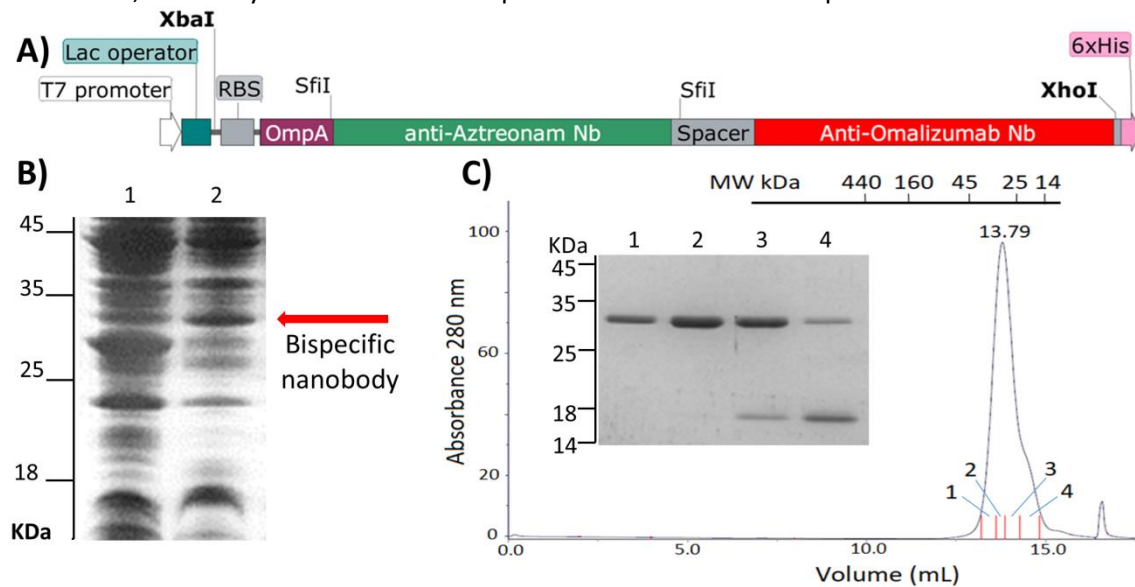 A)
XbaI
Lac operator
6xHis
T7 promoter
RBS
SfiI
SfiI
XhoI
OmpA
anti-Aztreonam Nb
Spacer
Anti-Omalizumab Nb
B)
1 2
45
35
25
18
KDa
Bispecific
nanobody
C)
MW kDa 440 160 45 25 14
13.79
KDa 1 2 3 4
45
35
25
18
14
Absorbance 280 nm
100
60
20
0
1 2 3 4
0.0 5.0 10.0 15.0
Volume (mL)